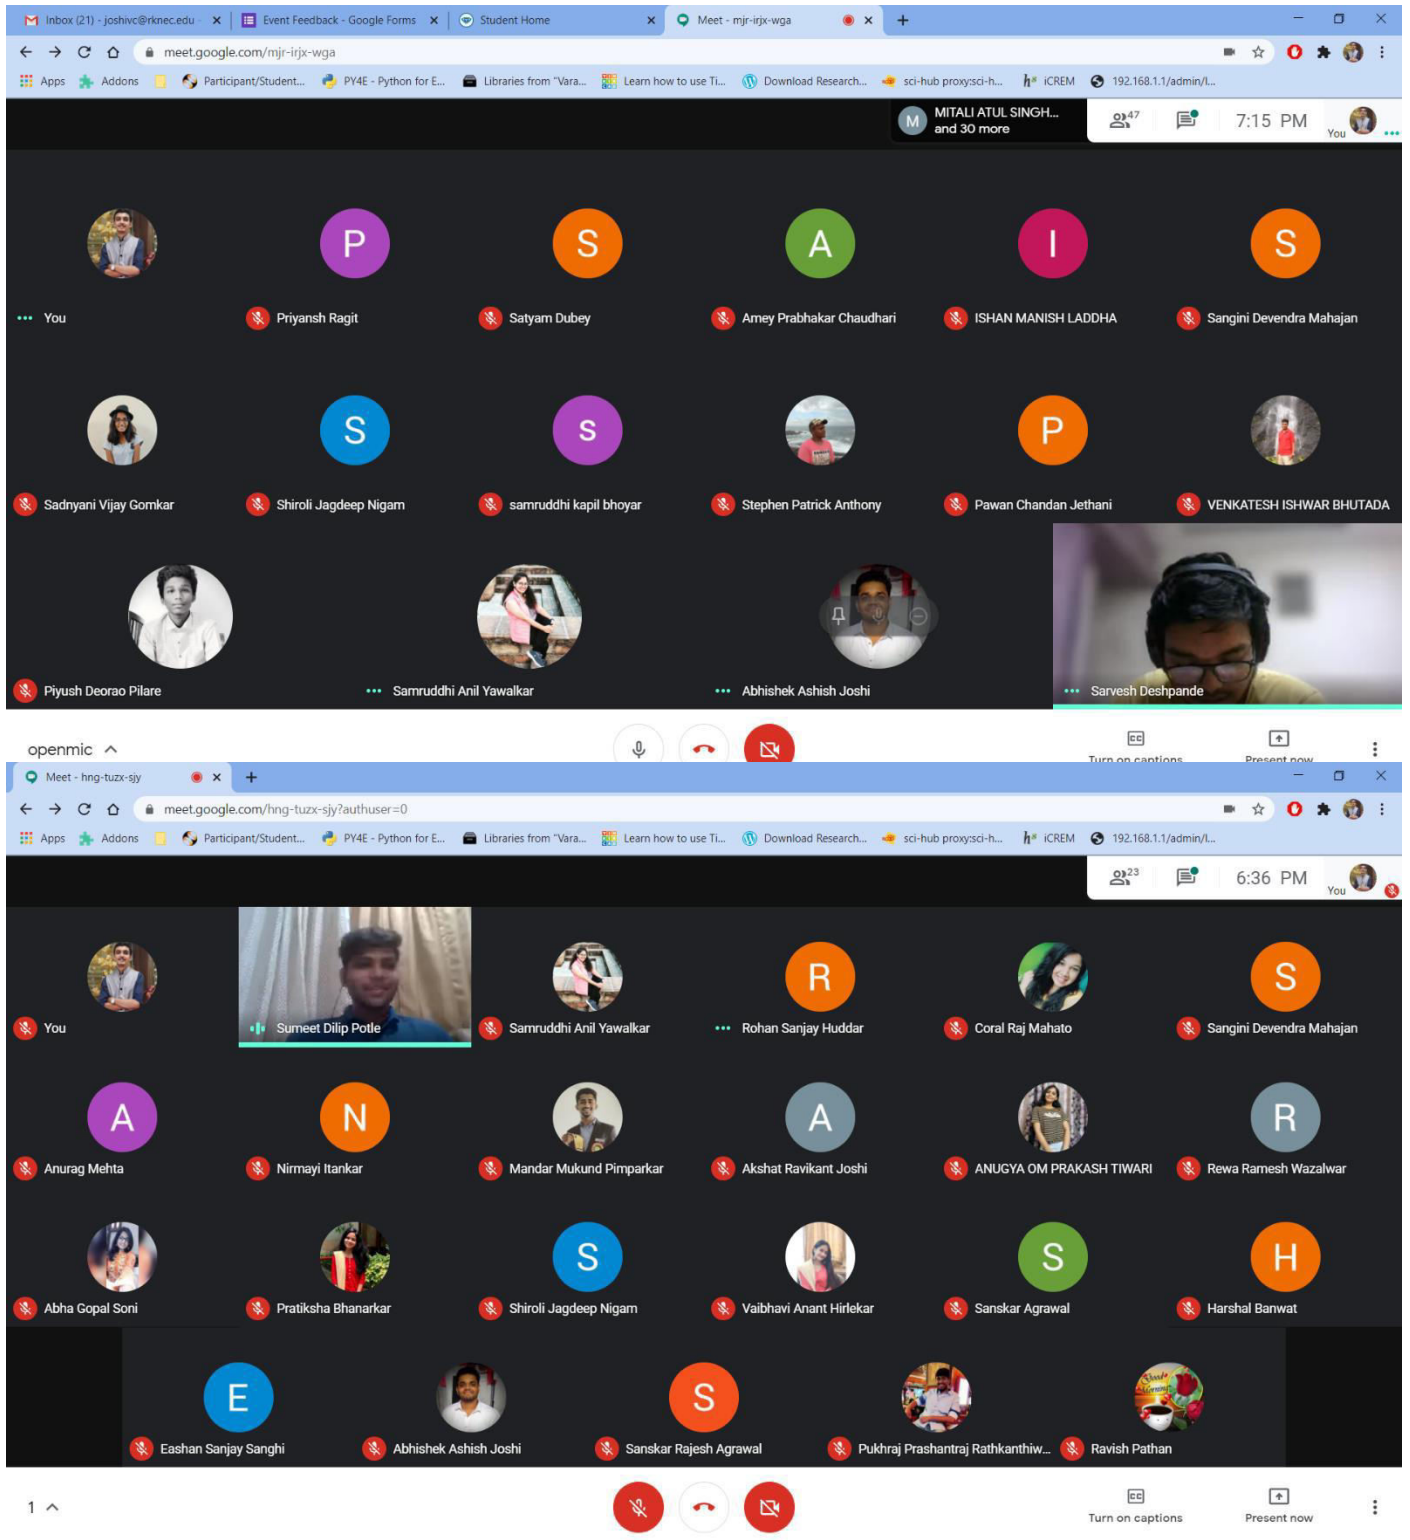 Inbox (21) - joshivc@rknec.edu - Event Feedback - Google Forms Student Home Meet - mjr-irjx-wga
meet.google.com/mjr-irjx-wga
Apps Addons Participant/Student... PY4E - Python for E... Libraries from "Vara... Learn how to use Ti... Download Research... sci-hub proxy:sci-h... h# iCREM 192.168.1.1/admin/l...
M MITALI ATUL SINGH... and 30 more 47 7:15 PM You
P S A I S
You Priyansh Ragit Satyam Dubey Amey Prabhakar Chaudhari ISHAN MANISH LADDHA Sangini Devendra Mahajan
S s P
Sadnyani Vijay Gomkar Shiroli Jagdeep Nigam samruddhi kapil bhoyar Stephen Patrick Anthony Pawan Chandan Jethani VENKATESH ISHWAR BHUTADA
Piyush Deorao Pilare Samruddhi Anil Yawalkar Abhishek Ashish Joshi Sarvesh Deshpande
openmic Turn on captions Present now
Meet - hng-tuzx-sjy
meet.google.com/hng-tuzx-sjy?authuser=0
Apps Addons Participant/Student... PY4E - Python for E... Libraries from "Vara... Learn how to use Ti... Download Research... sci-hub proxy:sci-h... h# iCREM 192.168.1.1/admin/l...
23 6:36 PM You
R S
You Sumeet Dilip Potle Samruddhi Anil Yawalkar Rohan Sanjay Huddar Coral Raj Mahato Sangini Devendra Mahajan
A N A R
Anurag Mehta Nirmayi Itankar Mandar Mukund Pimparkar Akshat Ravikant Joshi ANUGYA OM PRAKASH TIWARI Rewa Ramesh Wazalwar
S S H
Abha Gopal Soni Pratiksha Bhanarkar Shiroli Jagdeep Nigam Vaibhavi Anant Hirlekar Sanskar Agrawal Harshal Banwat
E S Good Morning
Eashan Sanjay Sanghi Abhishek Ashish Joshi Sanskar Rajesh Agrawal Pukhraj Prashantraj Rathkanthiw... Ravish Pathan
1 Turn on captions Present now